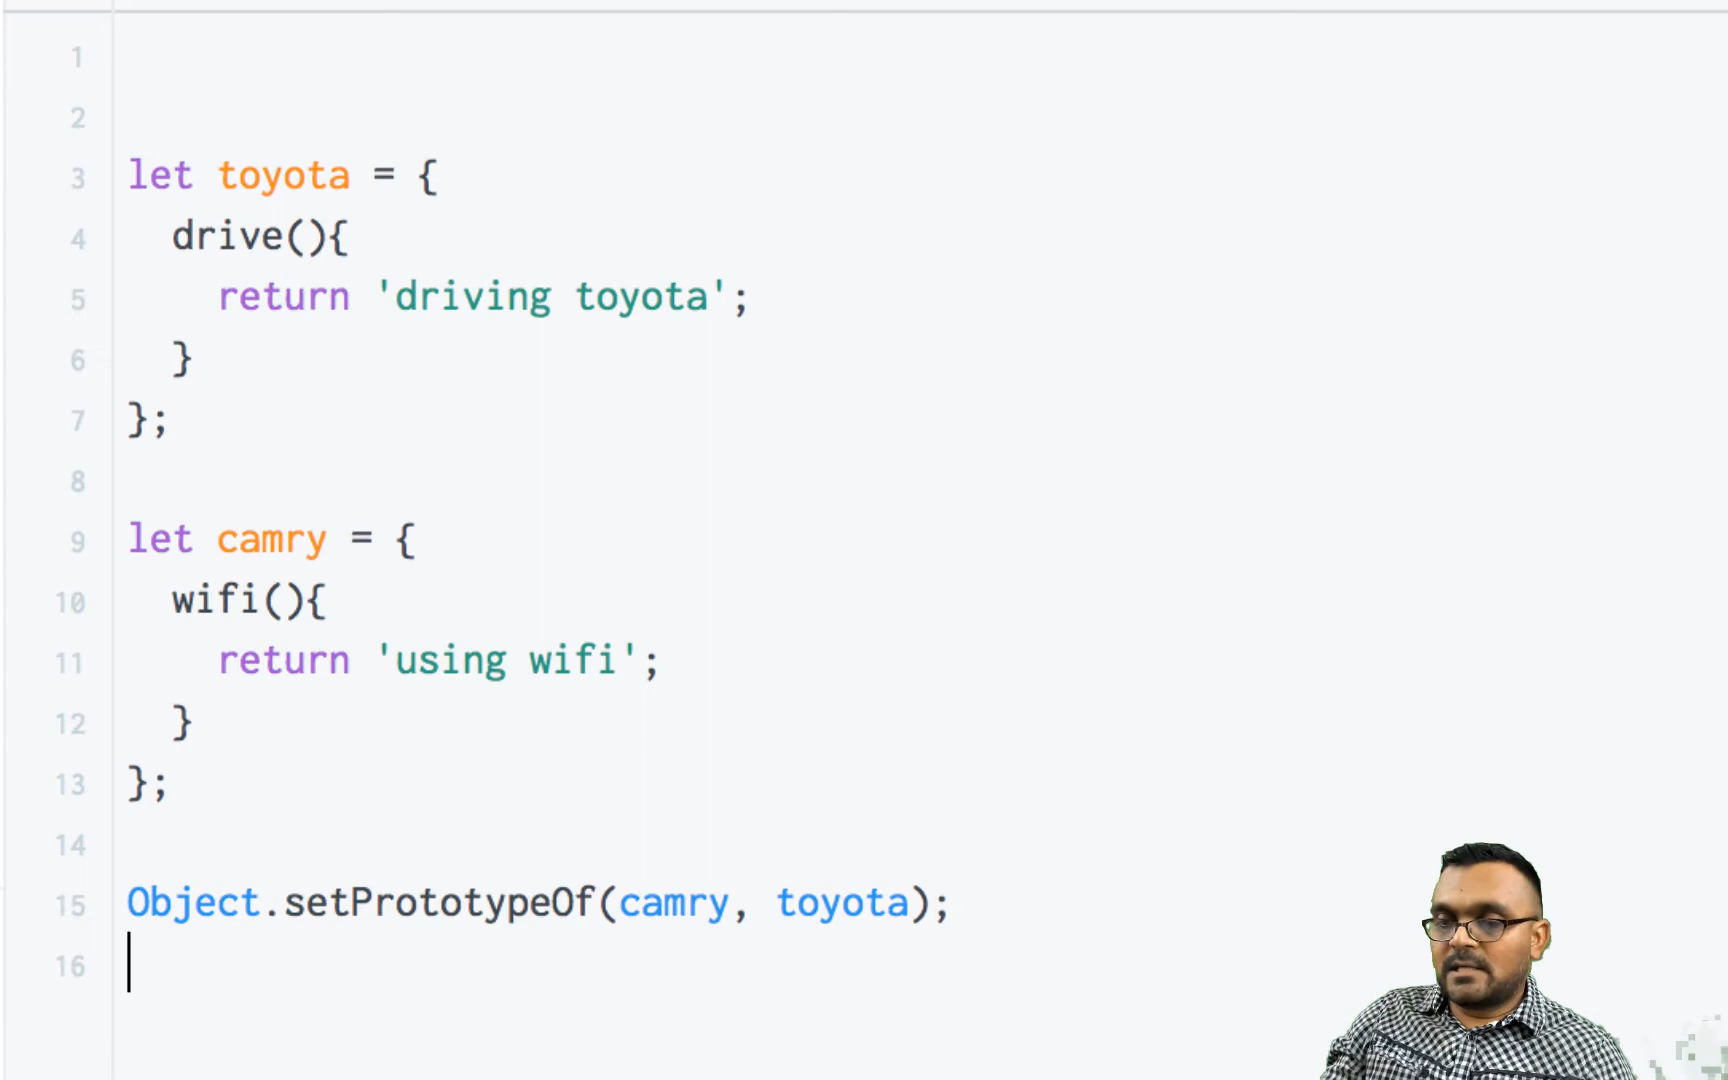 1
2
3 let toyota = {
4 drive(){
5 return 'driving toyota';
6 }
7 };
8
9 let camry = {
10 wifi(){
11 return 'using wifi';
12 }
13 };
14
15 Object.setPrototypeOf(camry, toyota);
16